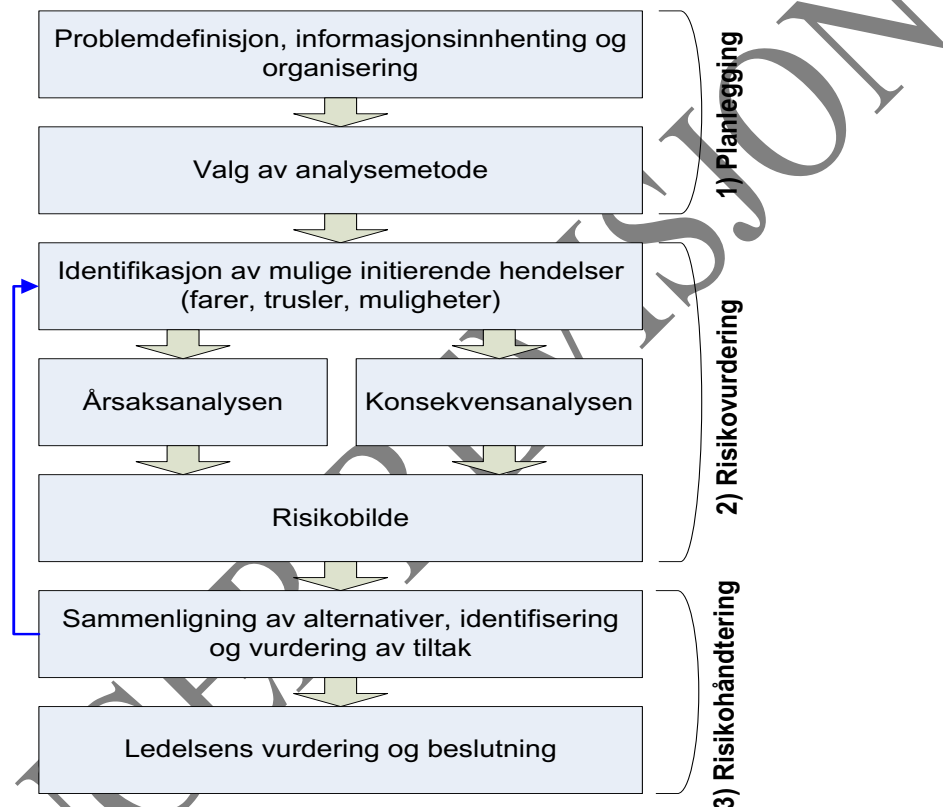 Problemdefinisjon, informasjonsinnhenting og
organisering
Valg av analysemetode
1) Planlegging
Identifikasjon av mulige initierende hendelser
(farer, trusler, muligheter)
Årsaksanalysen
Konsekvensanalysen
Risikobilde
2) Risikovurdering
Sammenligning av alternativer, identifisering
og vurdering av tiltak
Ledelsens vurdering og beslutning
3) Risikohåndtering